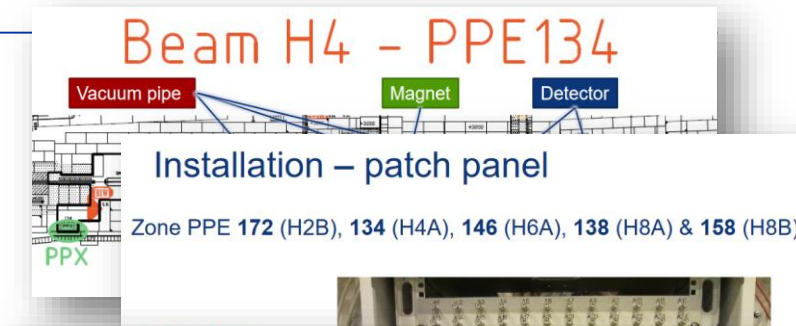 Beam H4 – PPE134
Vacuum pipe
Magnet
Detector
PPX
Installation – patch panel
Zone PPE 172 (H2B), 134 (H4A), 146 (H6A), 138 (H8A) & 158 (H8B)